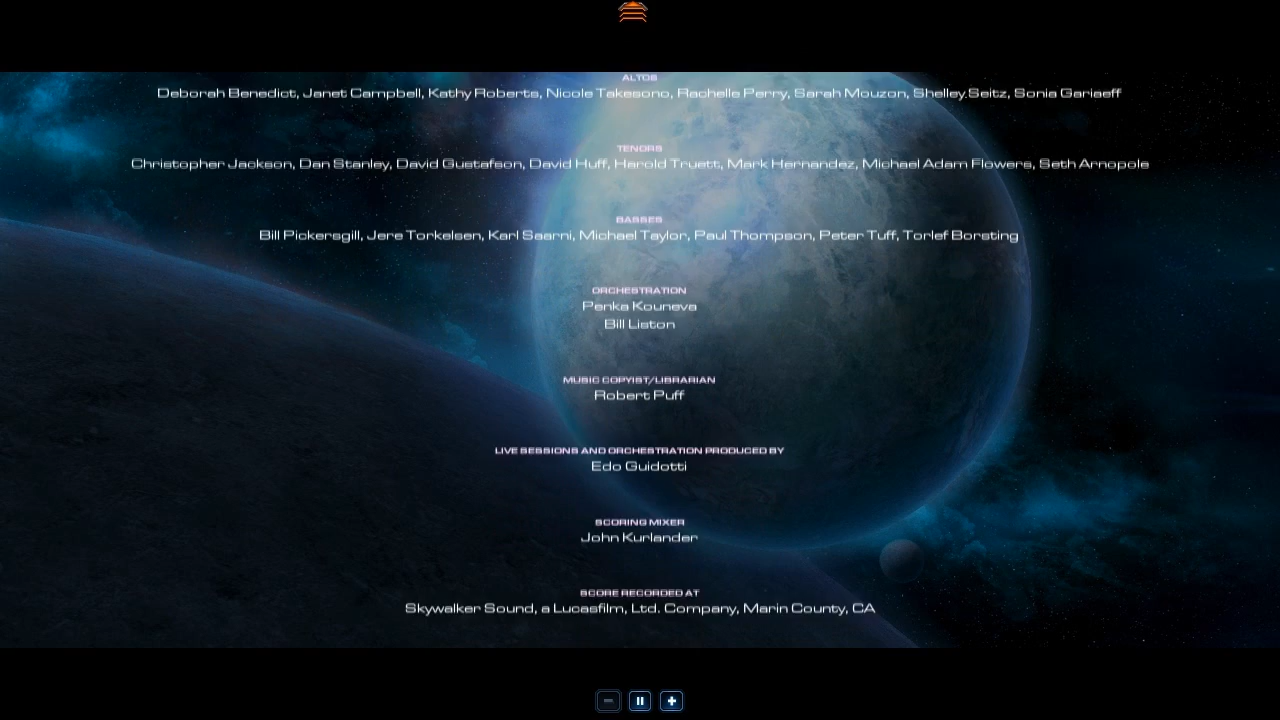 ALTOS
Deborah Benedict, Janet Campbell, Kathy Roberts, Nicole Takesono, Rachelle Perry, Sarah Mouzon, Shelley.Seitz, Sonia Gariaeff
TENORS
Christopher Jackson, Dan Stanley, David Gustafson, David Huff, Harold Truett, Mark Hernandez, Michael Adam Flowers, Seth Arnopole
BASSES
Bill Pickersgill, Jere Torkelsen, Karl Saarni, Michael Taylor, Paul Thompson, Peter Tuff, Torlef Borsting
ORCHESTRATION
Penka Kouneva
Bill Liston
MUSIC COPYIST/LIBRARIAN
Robert Puff
LIVE SESSIONS AND ORCHESTRATION PRODUCED BY
Edo Guidotti
SCORING MIXER
John Kurlander
SCORE RECORDED AT
Skywalker Sound, a Lucasfilm, Ltd. Company, Marin County, CA